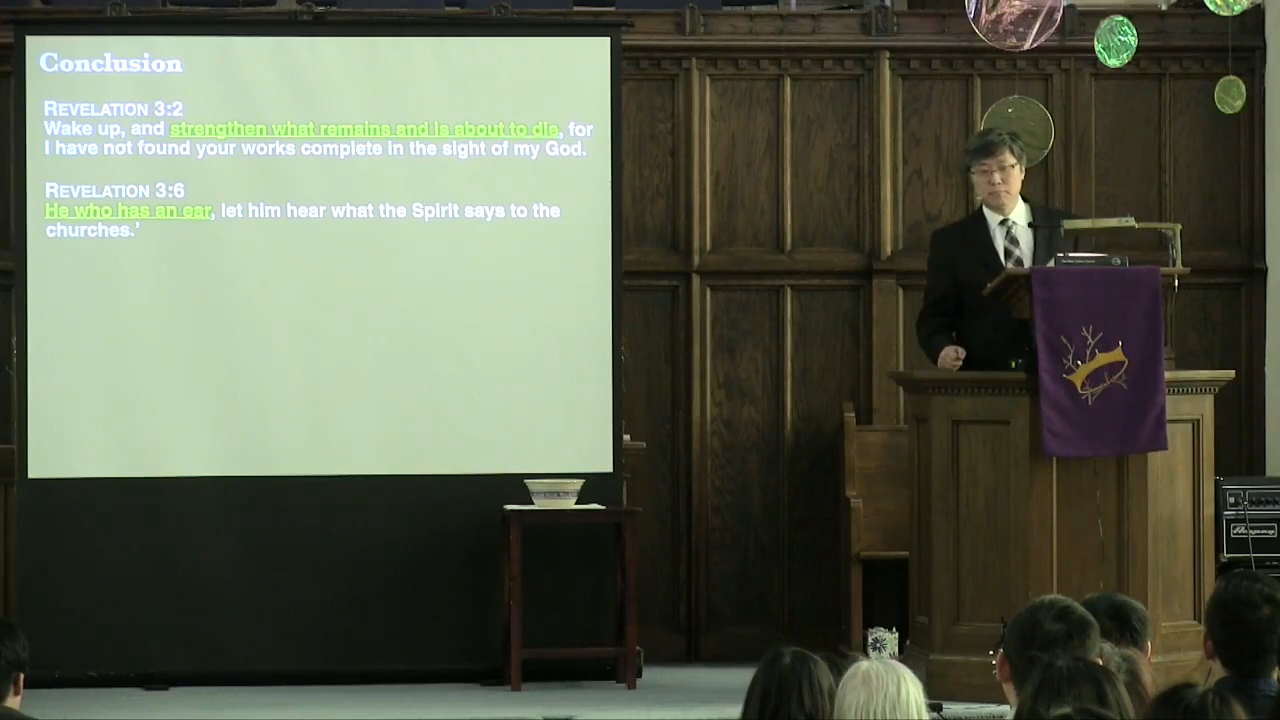 Conclusion
REVELATION 3:2
Wake up, and strengthen what remains and is about to die, for
I have not found your works complete in the sight of my God.
REVELATION 3:6
He who has an ear, let him hear what the Spirit says to the
churches.'
Ampeg